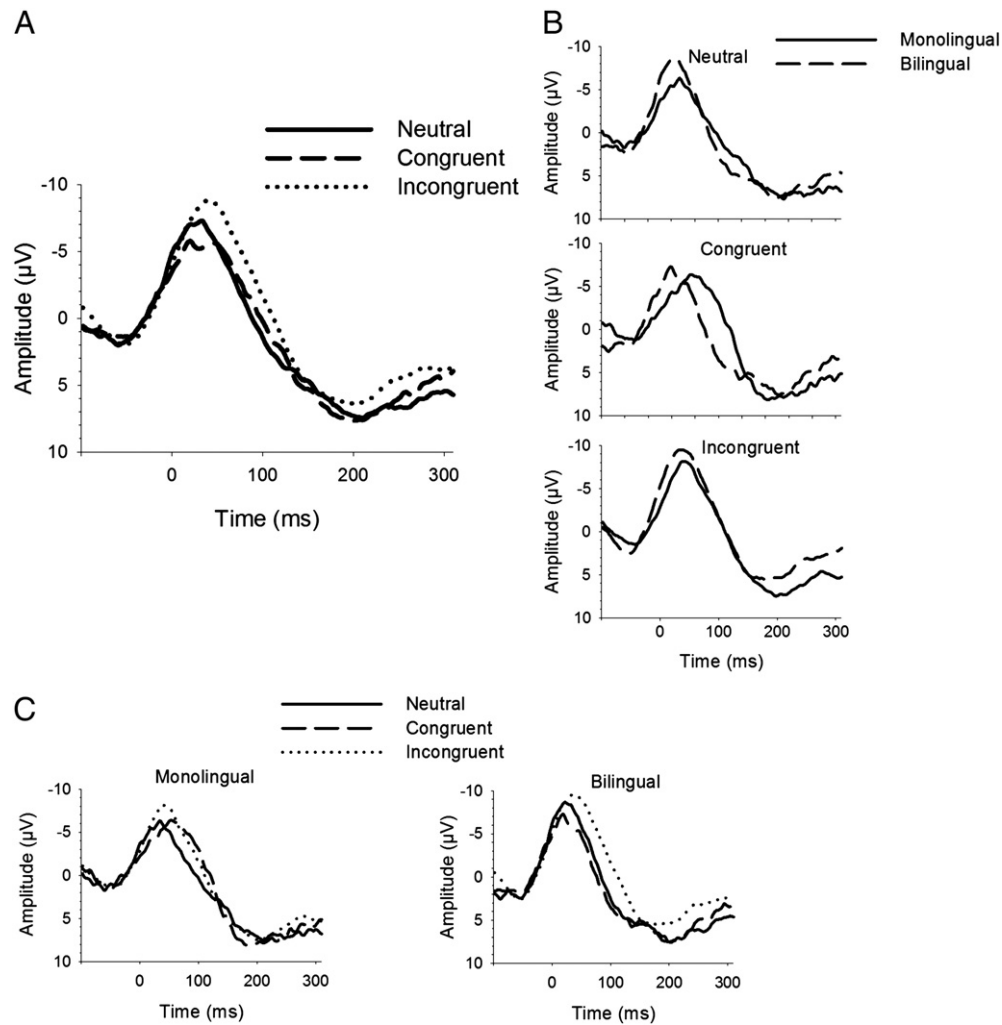 A
Neutral
Congruent
Incongruent
-10
-5
0
5
10
Amplitude (µV)
0 100 200 300
Time (ms)
B
Monolingual
Bilingual
Neutral
-10
-5
0
5
10
Amplitude (µV)
Congruent
-10
-5
0
5
10
Amplitude (µV)
Incongruent
-10
-5
0
5
10
Amplitude (µV)
0 100 200 300
Time (ms)
C
Neutral
Congruent
Incongruent
Monolingual
-10
-5
0
5
10
Amplitude (µV)
0 100 200 300
Time (ms)
Bilingual
-10
-5
0
5
10
Amplitude (µV)
0 100 200 300
Time (ms)